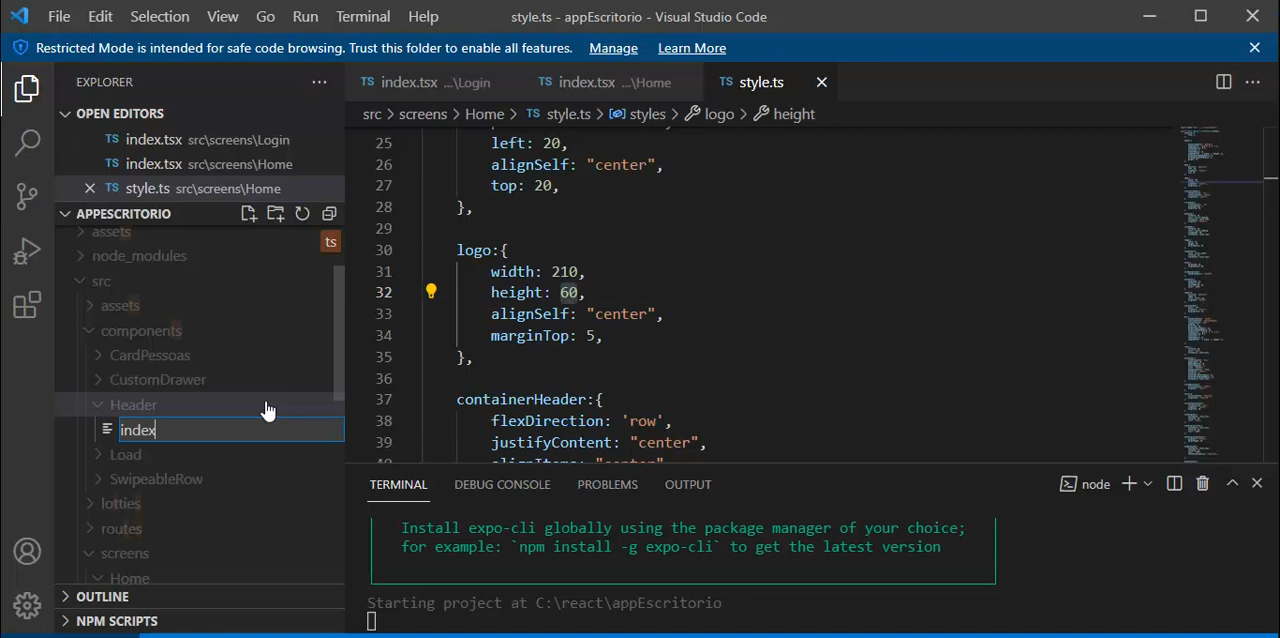 File Edit Selection View Go Run Terminal Help style.ts - appEscritorio - Visual Studio Code
Restricted Mode is intended for safe code browsing. Trust this folder to enable all features. Manage Learn More
EXPLORER
OPEN EDITORS
TS index.tsx src\screens\Login
TS index.tsx src\screens\Home
TS style.ts src\screens\Home
APPESCRITORIO
assets
ts
node_modules
src
assets
components
CardPessoas
CustomDrawer
Header
index
Load
SwipeableRow
lotties
routes
screens
Home
OUTLINE
NPM SCRIPTS
TS index.tsx ...\Login TS index.tsx ...\Home TS style.ts
src > screens > Home > TS style.ts > styles > logo > height
25 left: 20,
26 alignSelf: "center",
27 top: 20,
28 },
29
30 logo:{
31 width: 210,
32 height: 60,
33 alignSelf: "center",
34 marginTop: 5,
35 },
36
37 containerHeader:{
38 flexDirection: 'row',
39 justifyContent: "center",
40 alignItems: "center"
TERMINAL DEBUG CONSOLE PROBLEMS OUTPUT node
Install expo-cli globally using the package manager of your choice;
for example: `npm install -g expo-cli` to get the latest version
Starting project at C:\react\appEscritorio